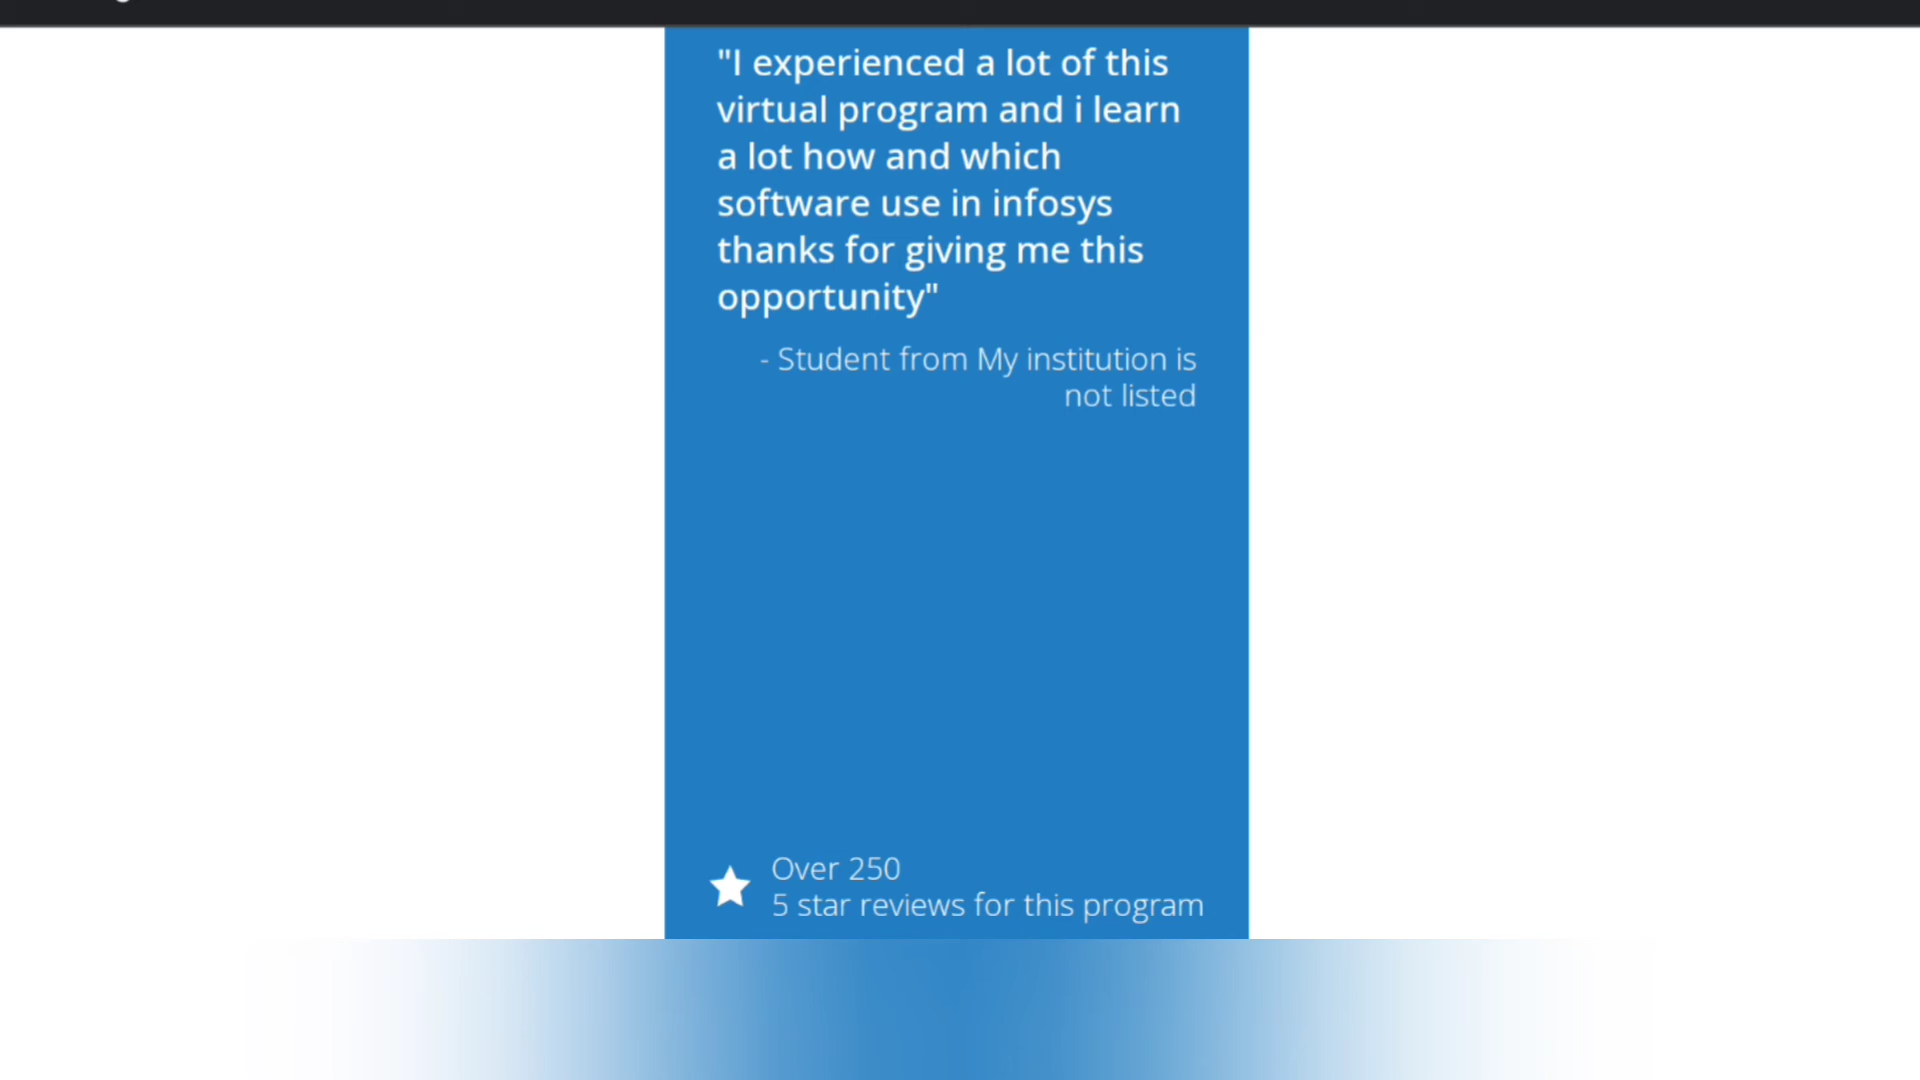 "I experienced a lot of this
virtual program and i learn
a lot how and which
software use in infosys
thanks for giving me this
opportunity"
- Student from My institution is
not listed
Over 250
5 star reviews for this program